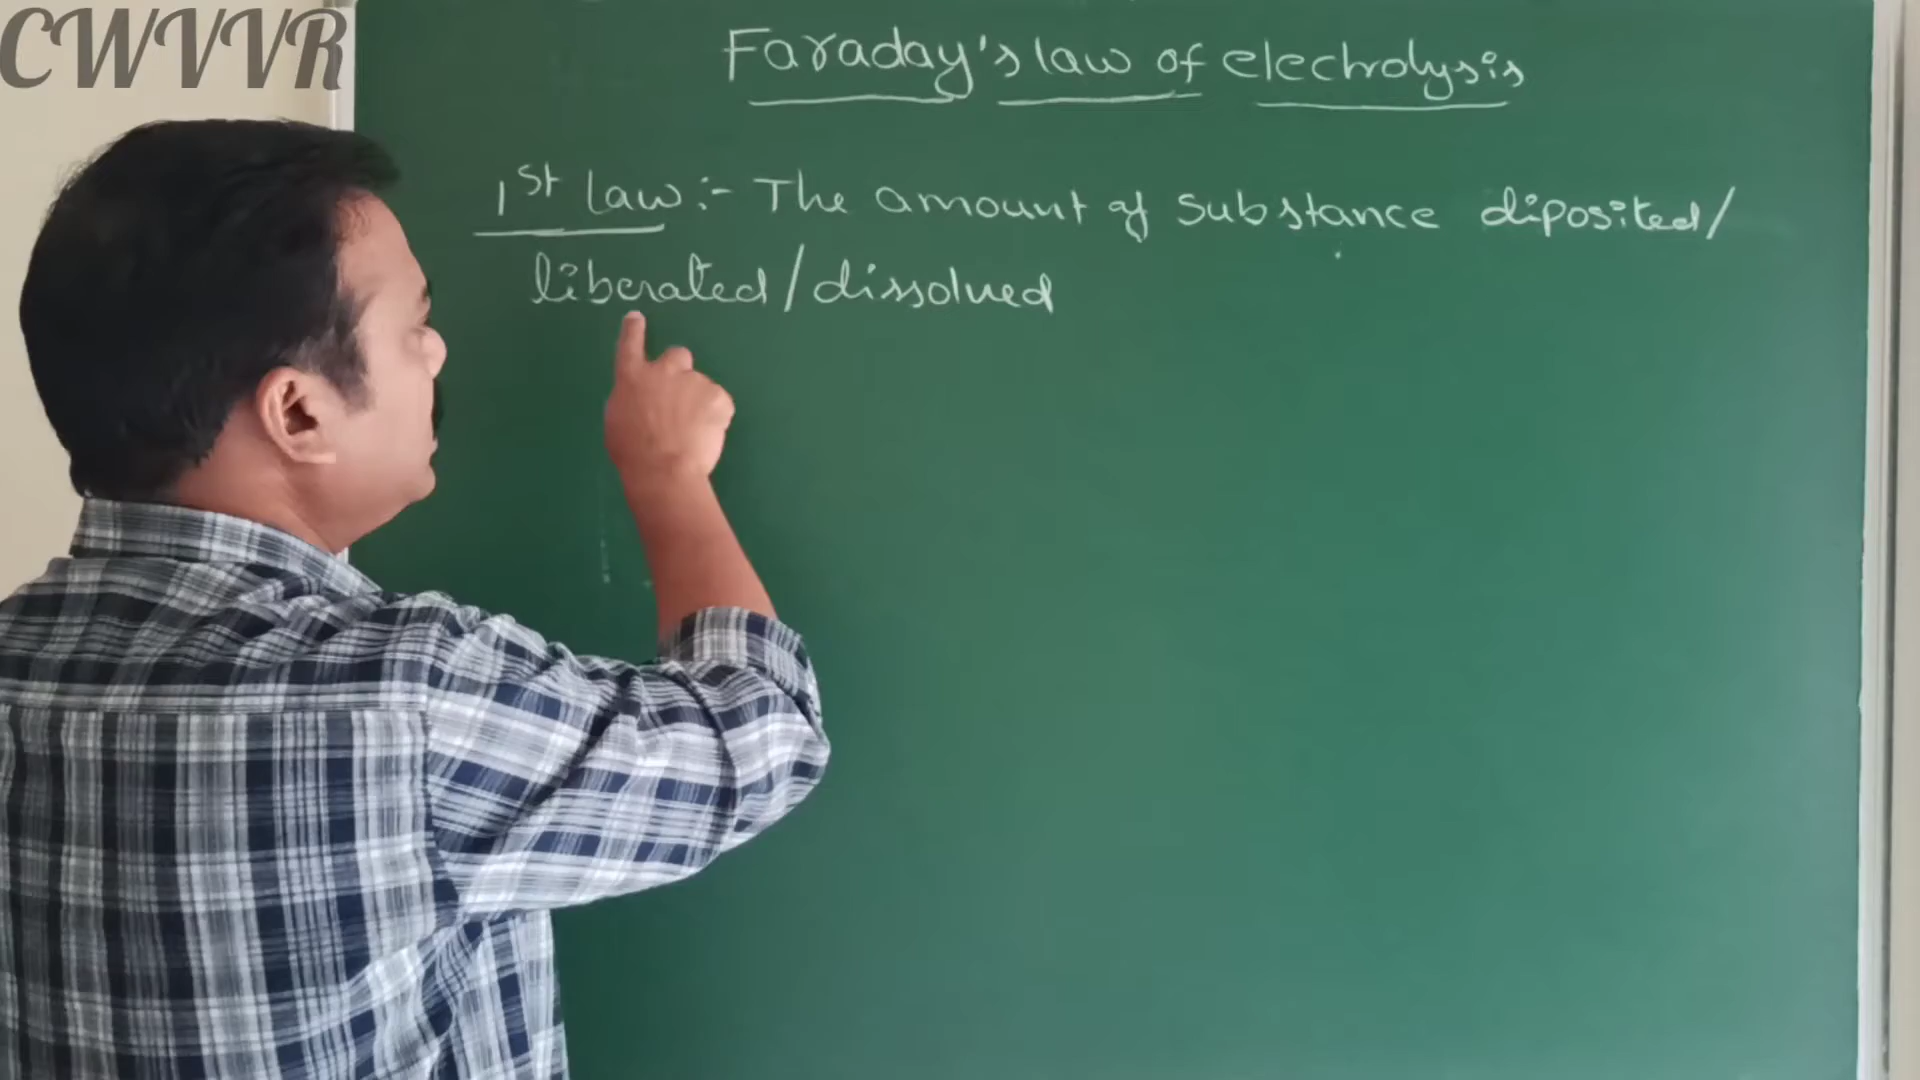 CWVVR
Faraday's law of electrolysis
1st law :- The amount of substance diposited/
liberated/dissolved